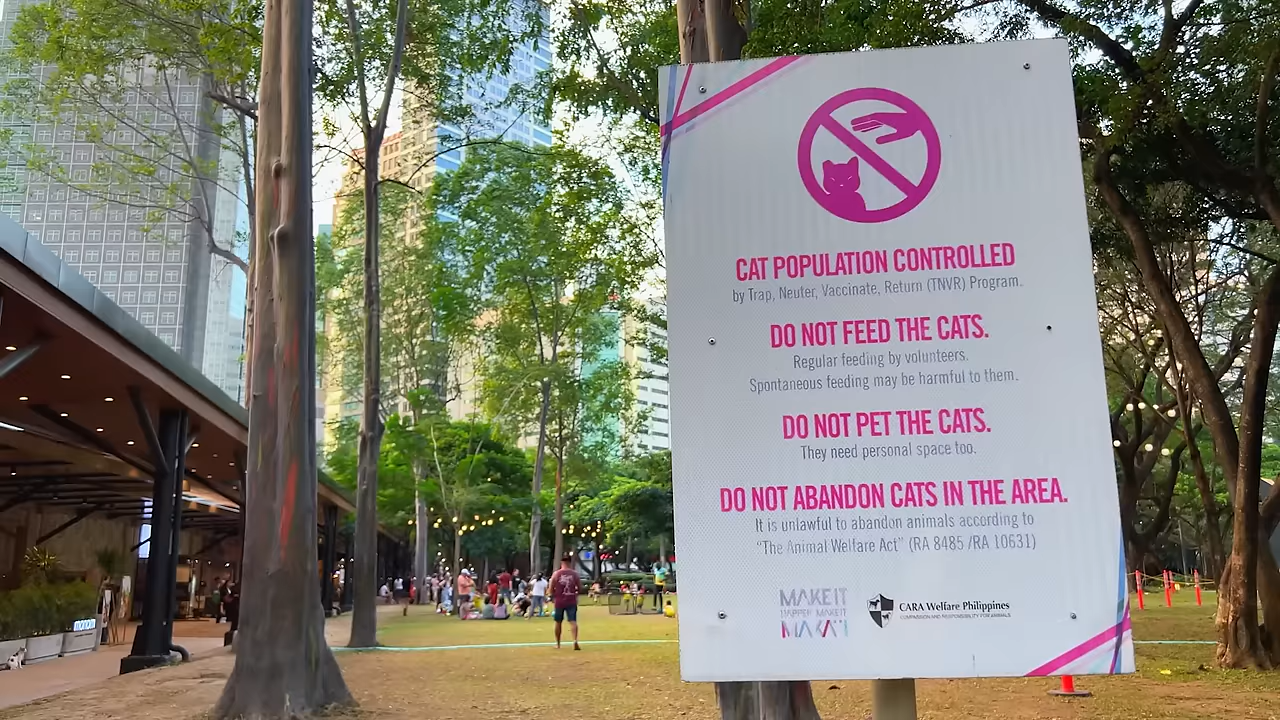 CAT POPULATION CONTROLLED
by Trap, Neuter, Vaccinate, Return (TNVR) Program.
DO NOT FEED THE CATS.
Regular feeding by volunteers.
Spontaneous feeding may be harmful to them.
DO NOT PET THE CATS.
They need personal space too.
DO NOT ABANDON CATS IN THE AREA.
It is unlawful to abandon animals according to
“The Animal Welfare Act” (RA 8485 /RA 10631)
MAKE IT
HAPPEN MAKE IT
MAKATI
CARA Welfare Philippines
COMPASSION AND RESPONSIBILITY FOR ANIMALS